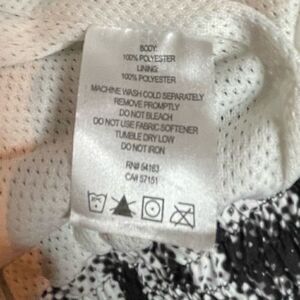 BODY:
100% POLYESTER
LINING:
100% POLYESTER
MACHINE WASH COLD SEPARATELY
REMOVE PROMPTLY
DO NOT BLEACH
DO NOT USE FABRIC SOFTENER
TUMBLE DRY LOW
DO NOT IRON
RN# 54163
CA# 57151